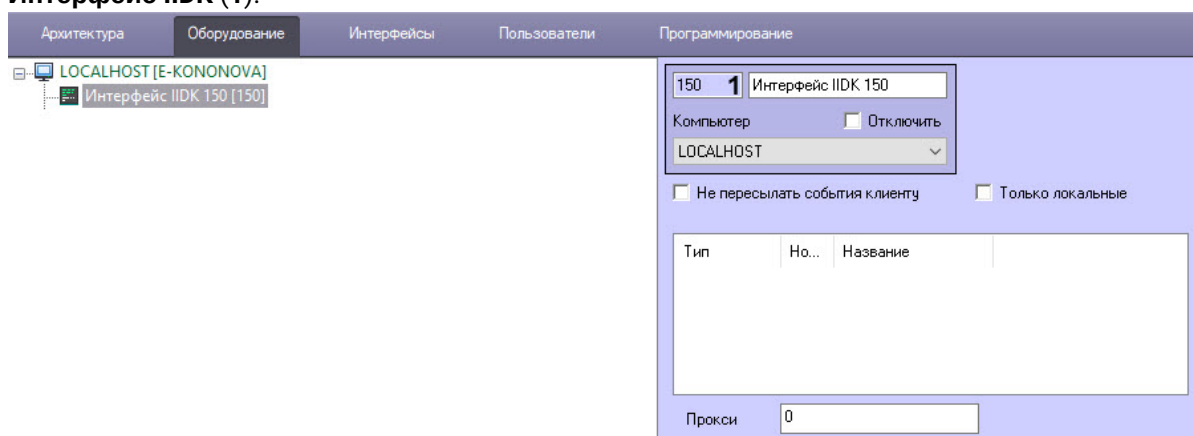 Интерфейс IIDK (1).
Архитектура Оборудование Интерфейсы Пользователи Программирование
LOCALHOST [E-KONONOVA]
Интерфейс IIDK 150 [150]
150 1 Интерфейс IIDK 150
Компьютер Отключить
LOCALHOST
Не пересылать события клиенту Только локальные
Тип Но... Название
Прокси 0